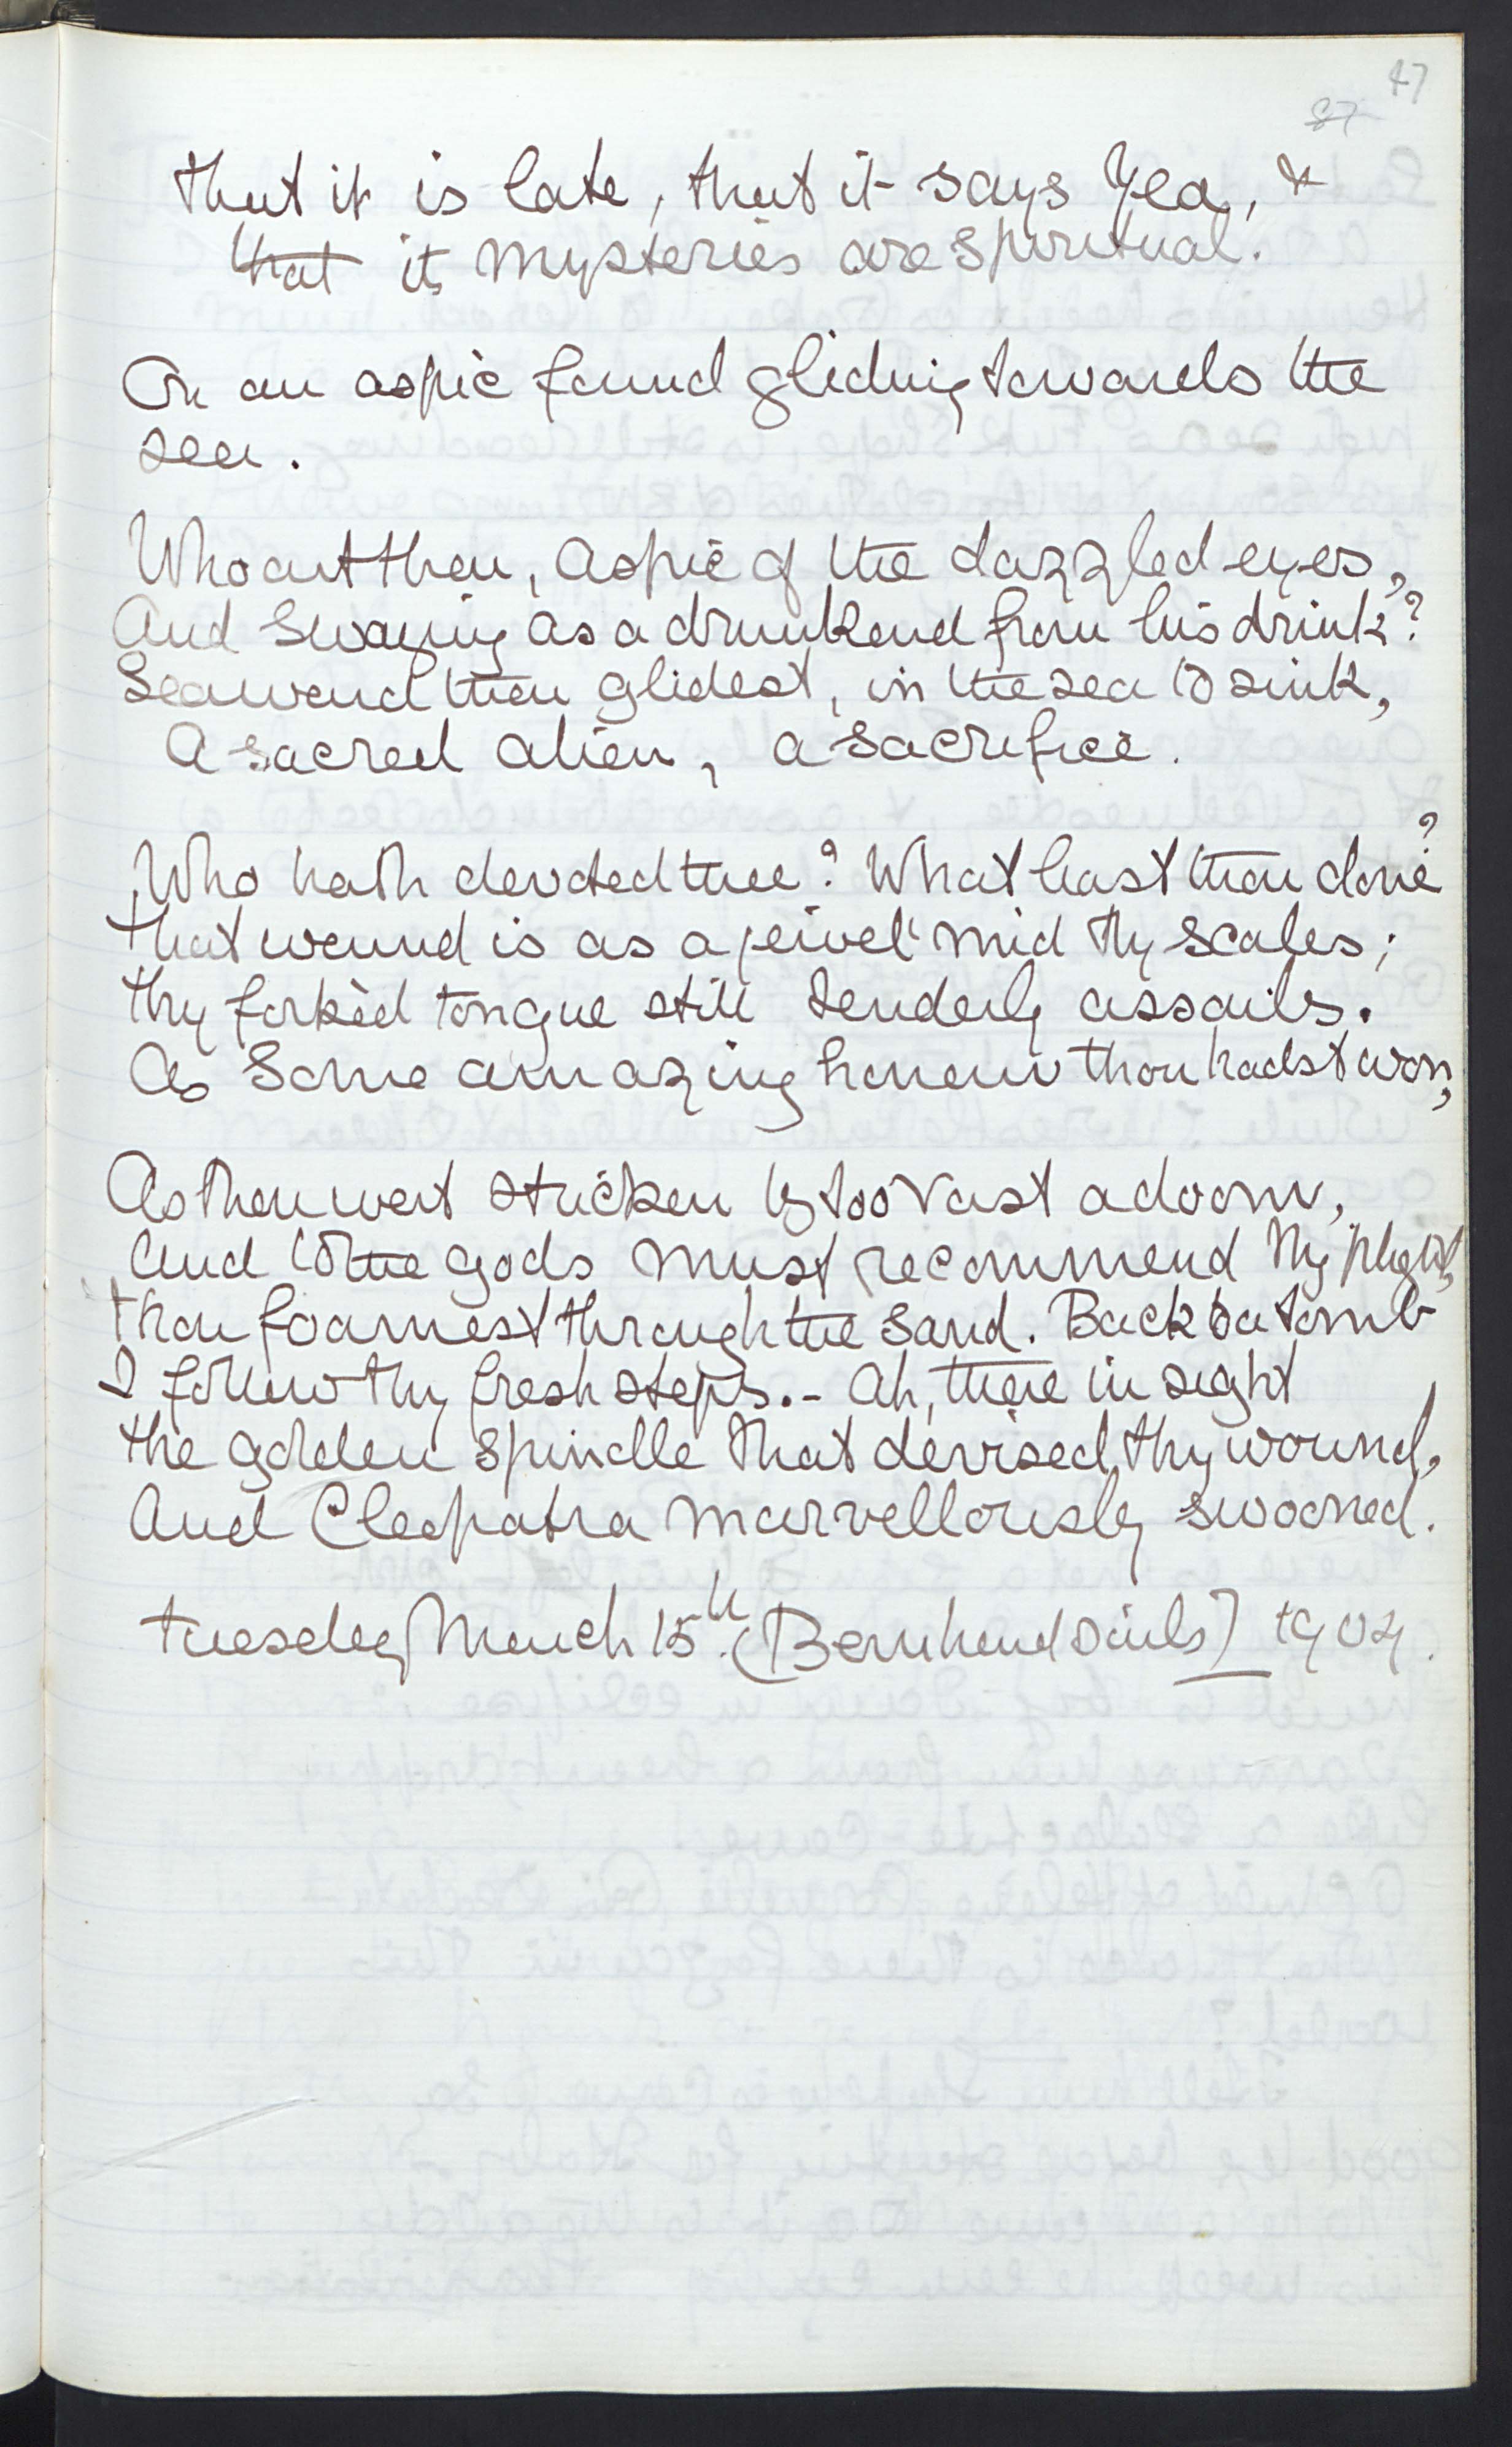 47
87
that it is late, that it says Yea, &
that its mysteries are spiritual.
On an aspic found gliding towards the
sea.
Who art thou, aspic of the dazzled eyes,
And swaying as a drunkard from his drink?
Seaward thou glidest, in the sea to sink,
A sacred alien, a sacrifice.
Who hath devoted thee? What hast thou done?
That wound is as a jewel 'mid thy scales;
Thy forkèd tongue still tenderly assails.
As some amazing honour thou hadst won,
As thou wert stricken by too vast a doom,
And to the gods must recommend thy plight,
Thou foamest through the sand. Back to a tomb
I follow thy fresh steps. - Ah, there in sight
the golden spindle that devised thy wound,
And Cleopatra marvellously swooned.
Tuesday March 15th. (Bernhard sails) 1904.